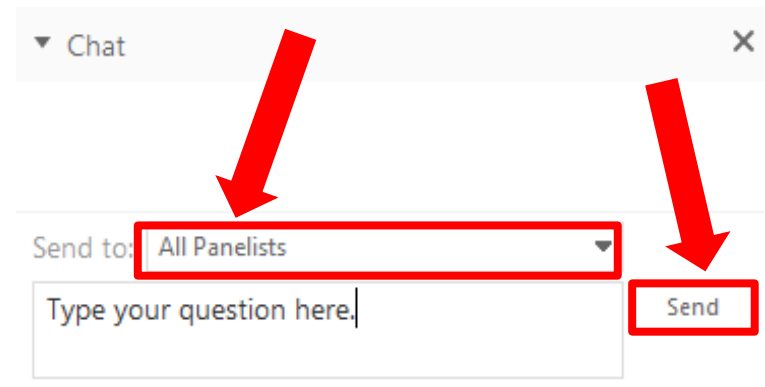 Chat
Send to: All Panelists
Type your question here.
Send